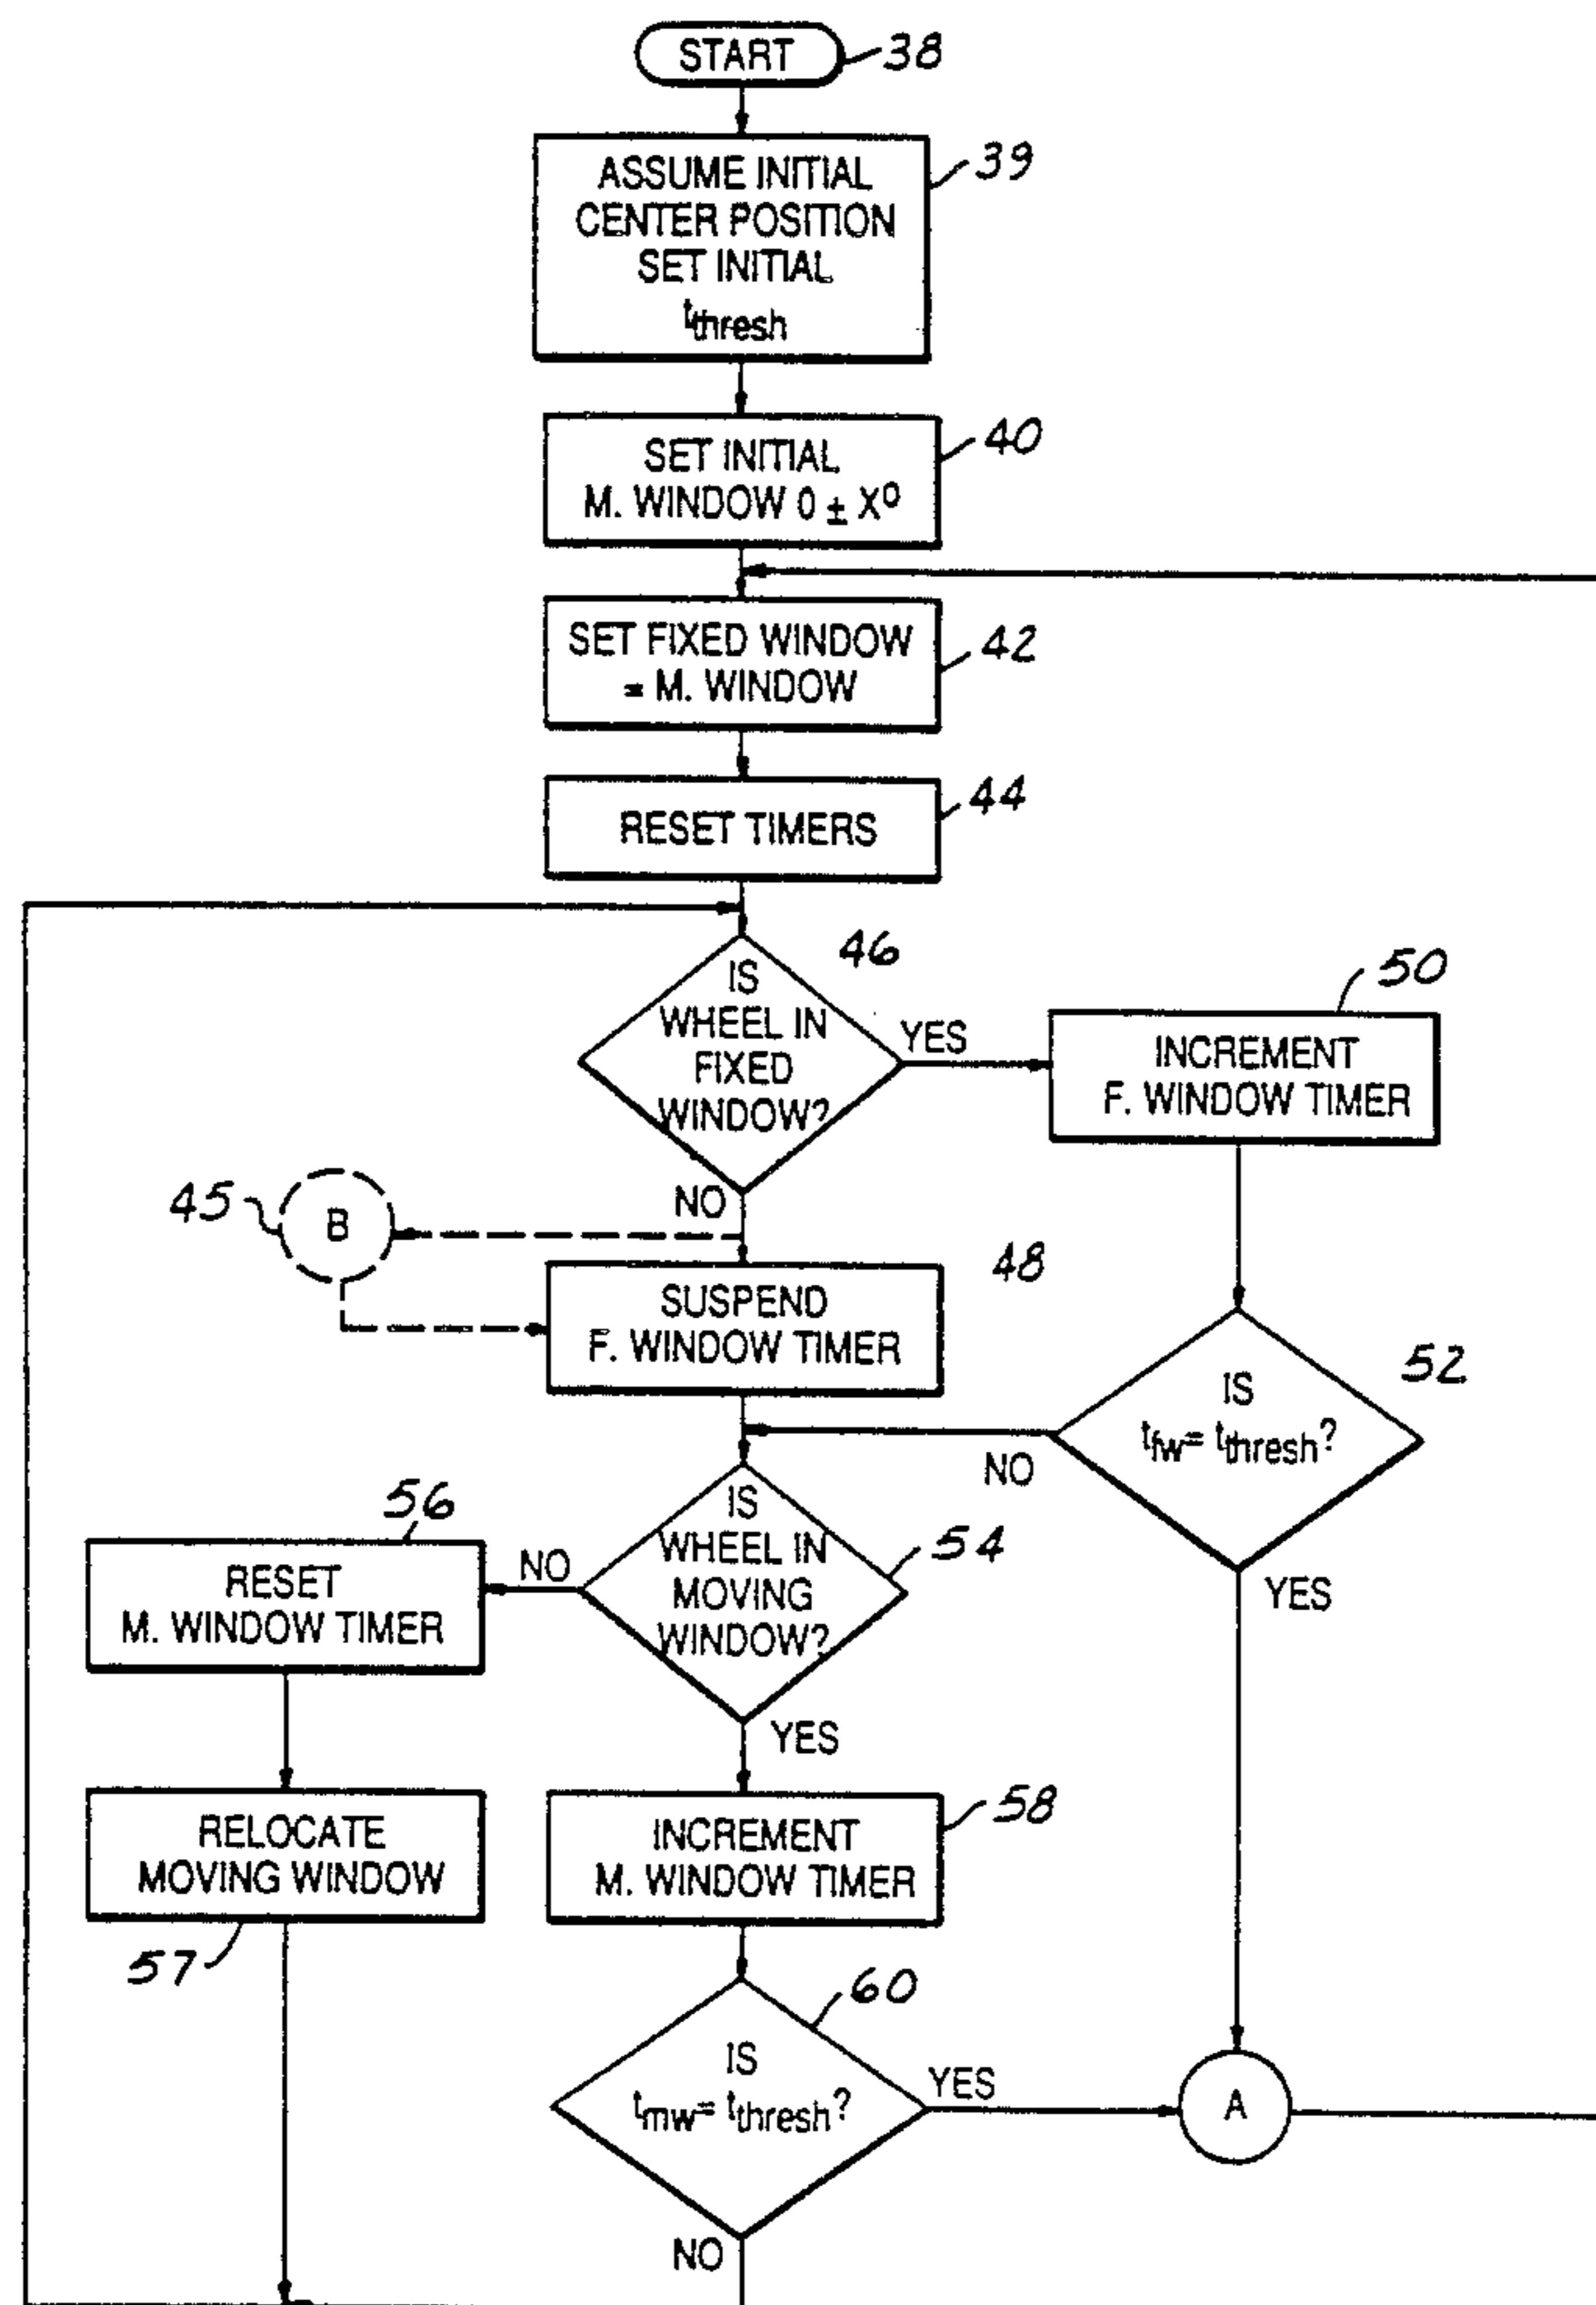 START
38
ASSUME INITIAL
CENTER POSITION
SET INITIAL
tthresh
39
SET INITIAL
M. WINDOW 0 ± X⁰
40
SET FIXED WINDOW
= M. WINDOW
42
RESET TIMERS
44
IS
WHEEL IN
FIXED
WINDOW?
46
YES
NO
INCREMENT
F. WINDOW TIMER
50
45
B
SUSPEND
F. WINDOW TIMER
48
IS
tfw= tthresh?
52
NO
YES
IS
WHEEL IN
MOVING
WINDOW?
54
NO
YES
RESET
M. WINDOW TIMER
56
RELOCATE
MOVING WINDOW
57
INCREMENT
M. WINDOW TIMER
58
IS
tmw= tthresh?
60
YES
NO
A